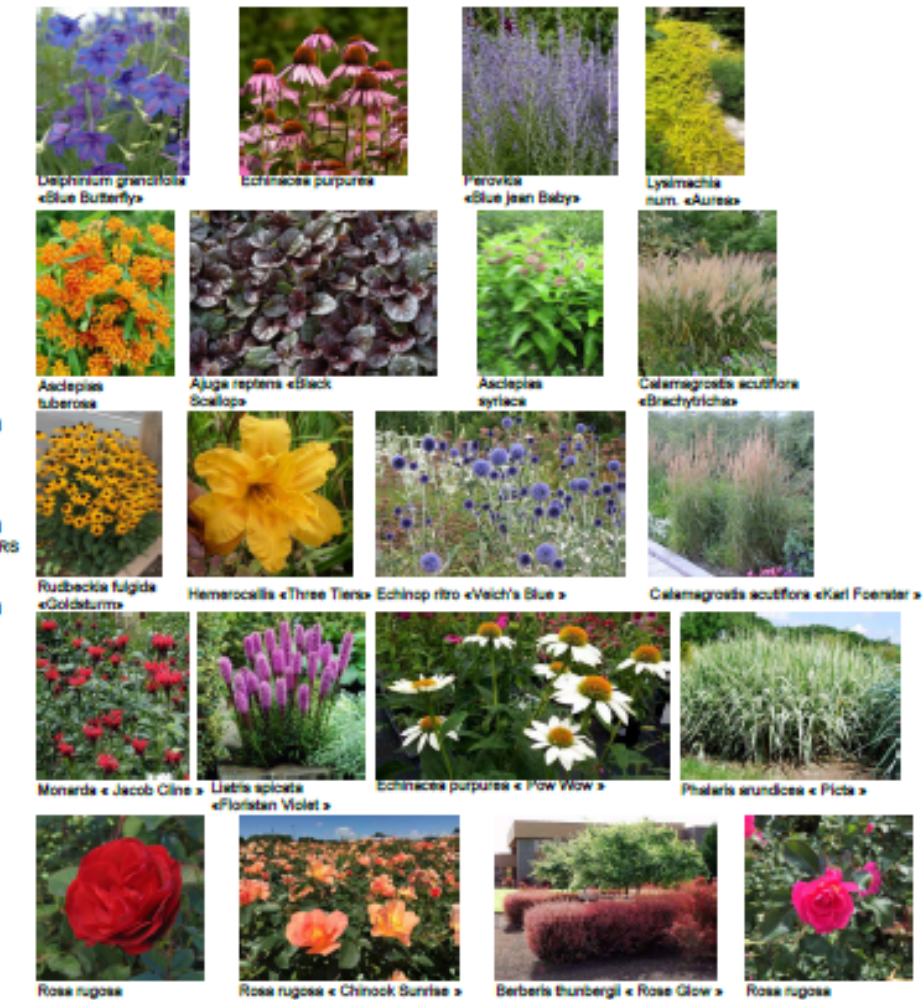 Delphinium grandifolia
«Blue Butterfly»
Echinacea purpurea
Perovkia
«Blue jean Baby»
Lysimachia
num. «Aurea»
Asclepias
tuberosa
Ajuga reptens «Black
Scallop»
Asclepias
syriaca
Calamagrostis acutiflora
«Brachytricha»
RS
Rudbeckia fulgida
«Goldsturm»
Hemerocallis «Three Tiers»
Echinop ritro «Veich's Blue »
Calamagrostis acutiflora «Karl Foerster »
Monarda « Jacob Cline »
Liatris spicata
«Floristan Violet »
Echinacea purpurea « Pow Wow »
Phalaris arundicea « Picta »
Rosa rugosa
Rosa rugosa « Chinook Sunrise »
Berberis thunbergii « Rose Glow »
Rosa rugosa